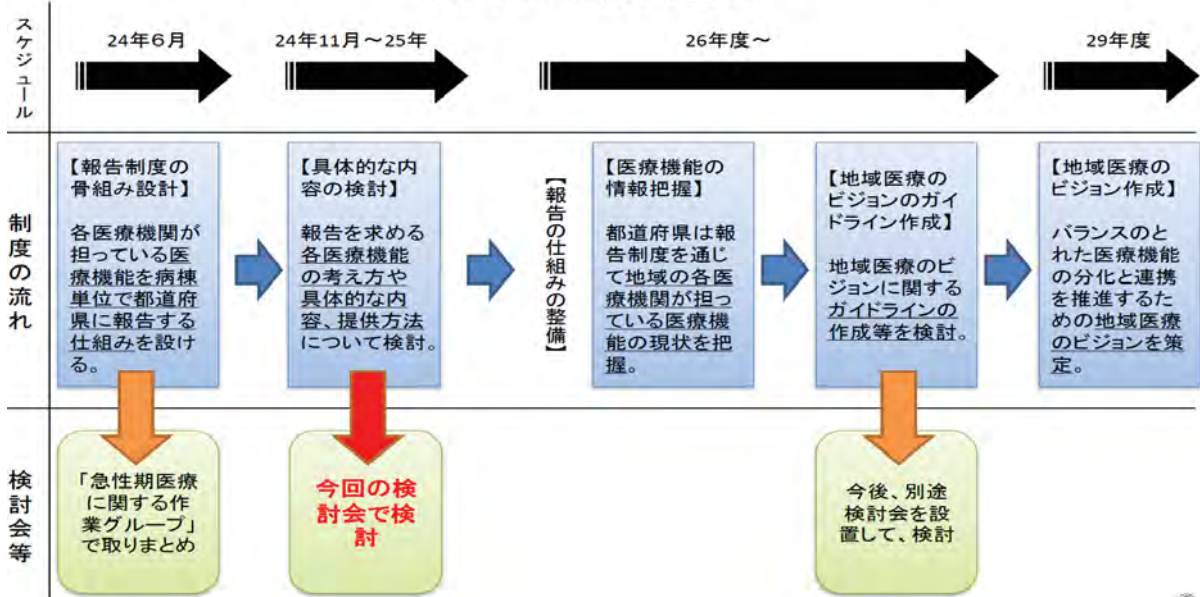 スケジュール
24年6月
24年11月～25年
26年度～
29年度
制度の流れ
【報告制度の
骨組み設計】
各医療機関が
担っている医
療機能を病棟
単位で都道府
県に報告する
仕組みを設け
る。
【具体的な内
容の検討】
報告を求める
各医療機能
の考え方や
具体的な内
容、提供方法
について検討。
【報告の仕組みの整備】
【医療機能の
情報把握】
都道府県は報
告制度を通じ
て地域の各医
療機関が担っ
ている医療機
能の現状を把
握。
【地域医療の
ビジョンのガイ
ドライン作成】
地域医療のビ
ジョンに関する
ガイドラインの
作成等を検討。
【地域医療の
ビジョン作成】
バランスのと
れた医療機能
の分化と連携
を推進するた
めの地域医療
のビジョンを策
定。
検討会等
「急性期医療
に関する作
業グループ」
で取りまとめ
今回の検
討会で検
討
今後、別途
検討会を設
置して、検討